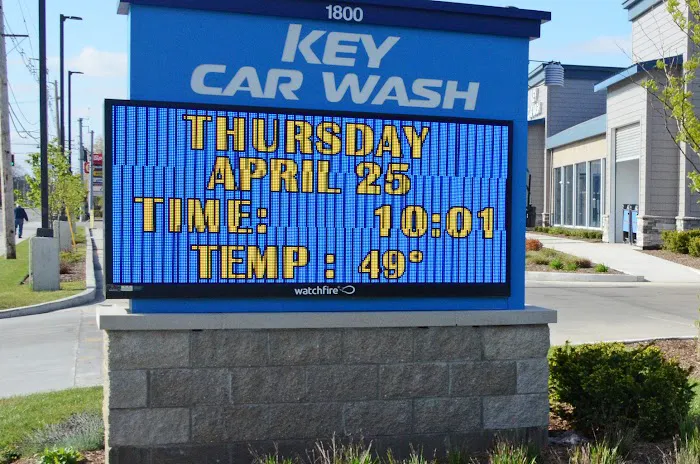 1800
KEY
CAR WASH
THURSDAY
APRIL 25
TIME: 10:01
TEMP : 49°
watchfire